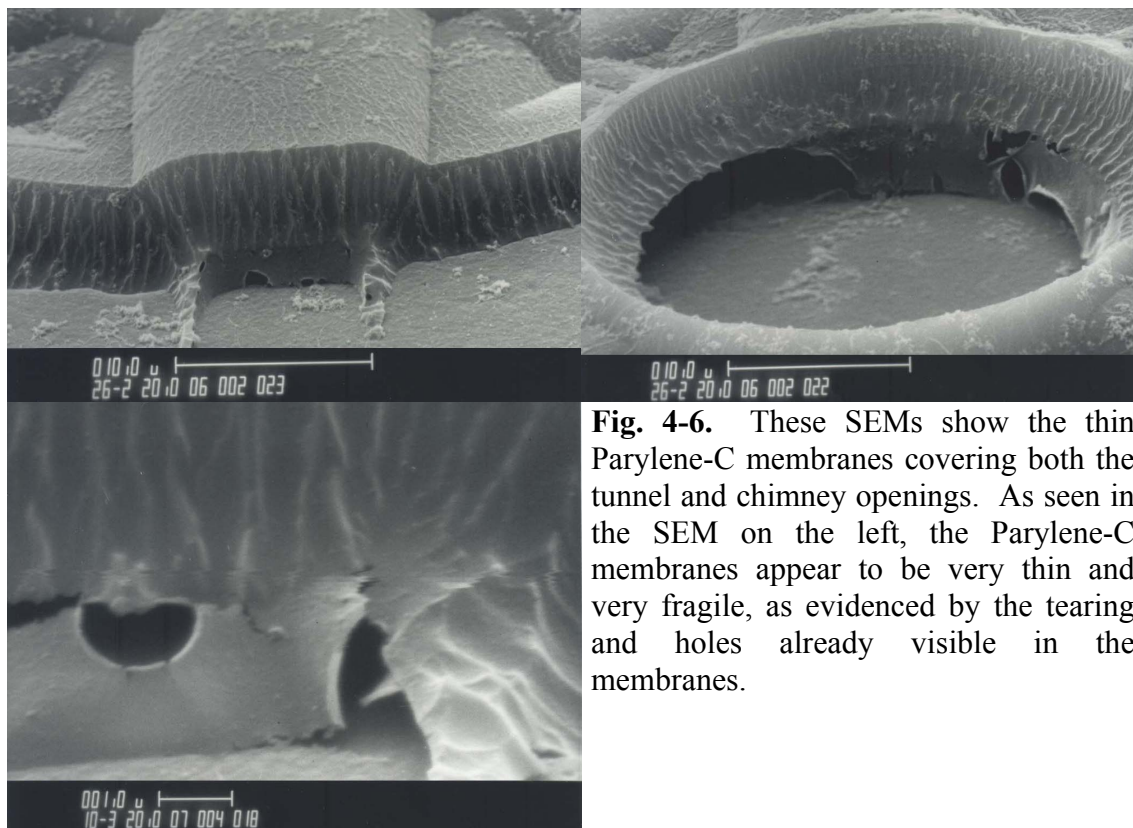 010.0 u
26-2 20.0 06 002 023
010.0 u
26-2 20.0 06 002 022
Fig. 4-6. These SEMs show the thin
Parylene-C membranes covering both the
tunnel and chimney openings. As seen in
the SEM on the left, the Parylene-C
membranes appear to be very thin and
very fragile, as evidenced by the tearing
and holes already visible in the
membranes.
001.0 u
10-3 20.0 07 004 018